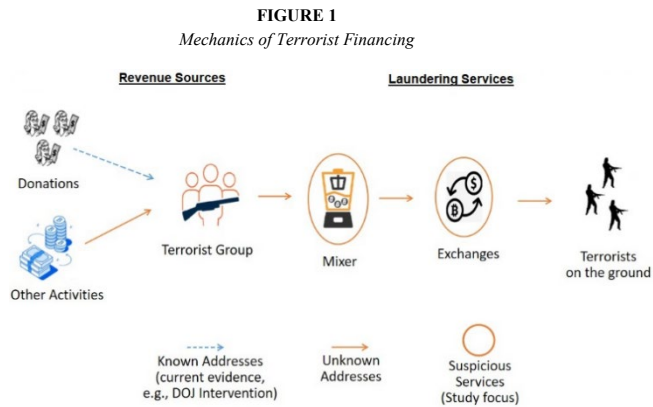 FIGURE 1
Mechanics of Terrorist Financing
Revenue Sources
Laundering Services
Donations
Terrorist Group
Mixer
Exchanges
Terrorists
on the ground
Other Activities
Known Addresses
(current evidence,
e.g., DOJ Intervention)
Unknown
Addresses
Suspicious
Services
(Study focus)